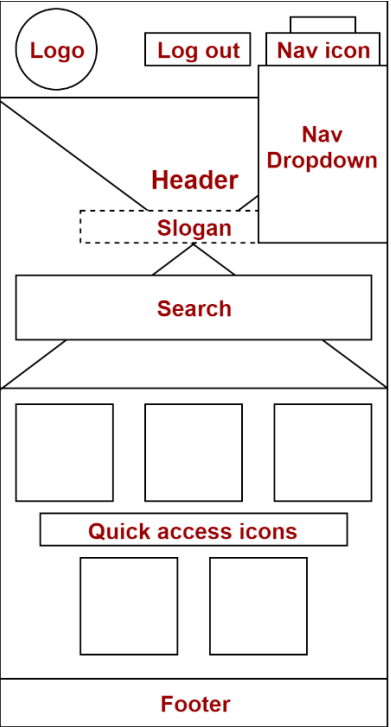 Logo
Log out
Nav icon
Nav
Dropdown
Header
Slogan
Search
Quick access icons
Footer